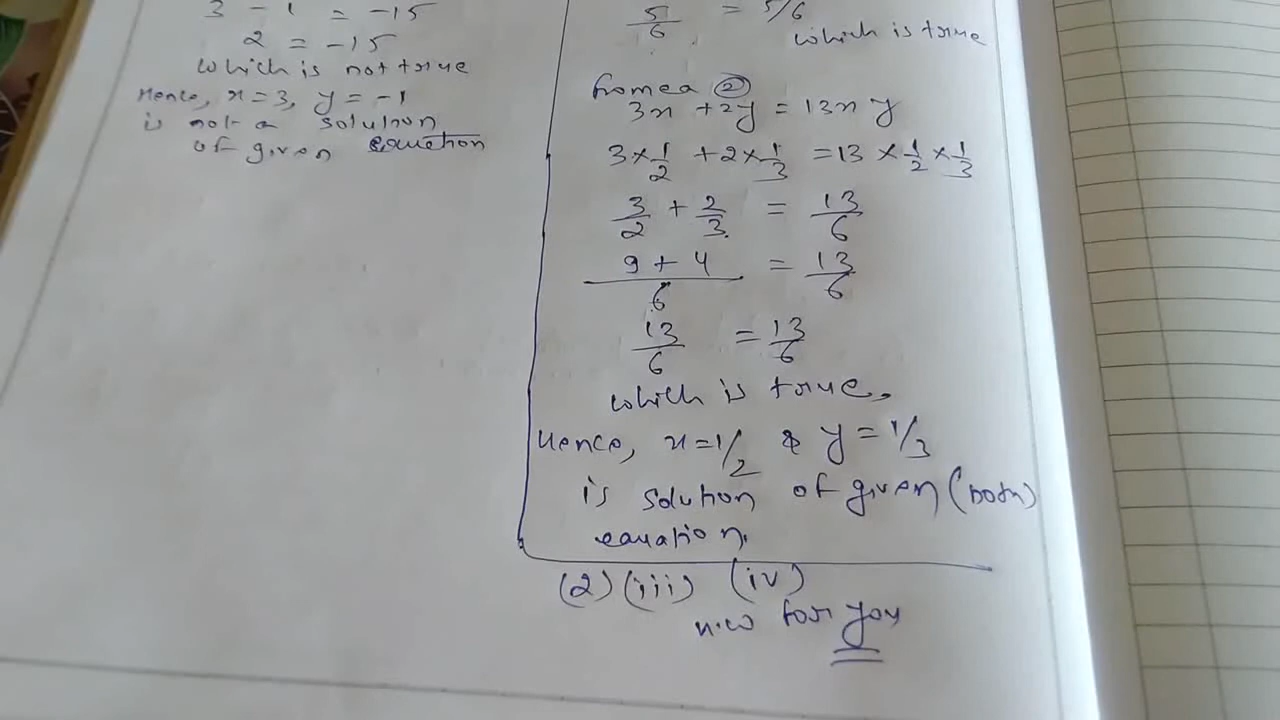 3 - 1 = -15
2 = -15
which is not true
Hence, x = 3, y = -1
is not a solution
of given equation
5/6 = 5/6
which is true
from eq ②
3x + 2y = 13xy
3 × 1/2 + 2 × 1/3 = 13 × 1/2 × 1/3
3/2 + 2/3 = 13/6
9 + 4 / 6 = 13/6
13/6 = 13/6
which is true.
Hence, x = 1/2 & y = 1/3
is solution of given (both)
equation.
(2) (iii) (iv)
H.W for you